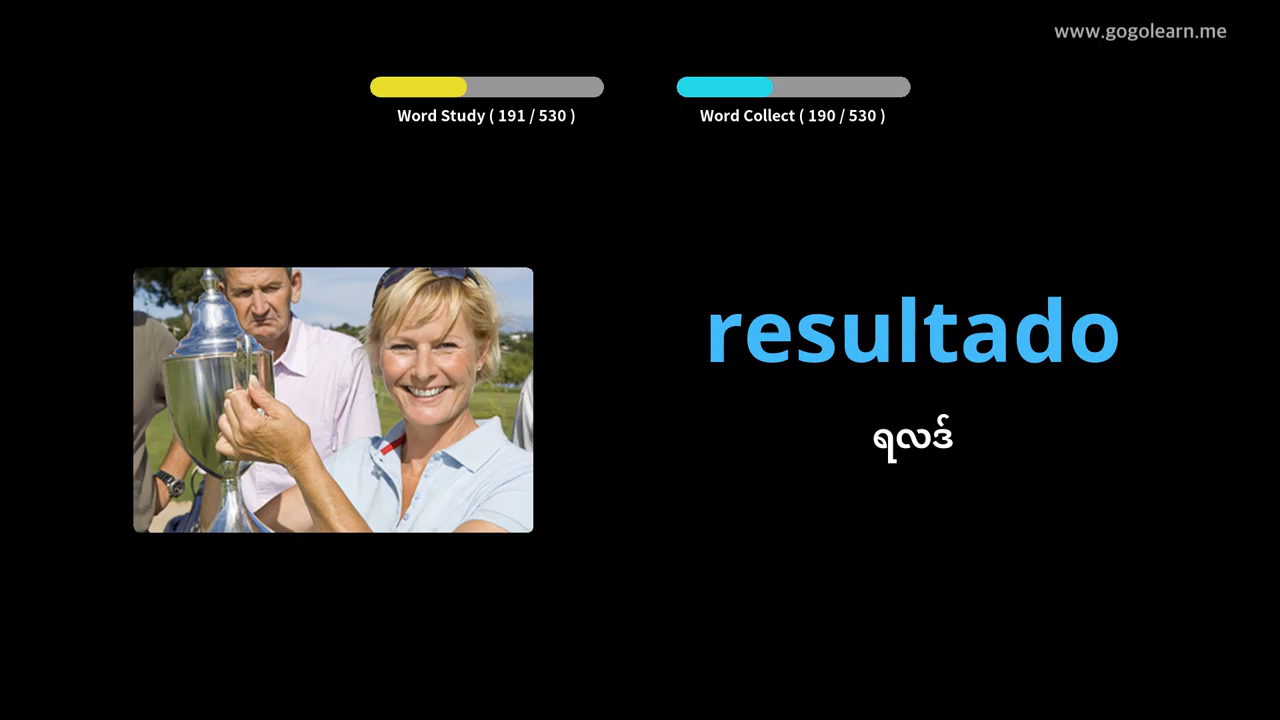 www.gogolearn.me
Word Study ( 191 / 530 )
Word Collect ( 190 / 530 )
resultado
ရလဒ်